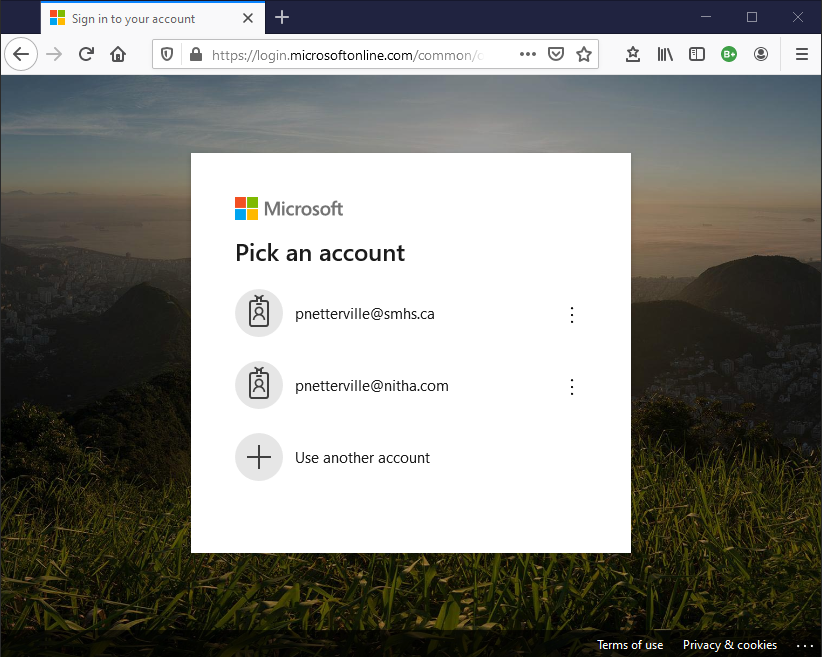 Sign in to your account
https://login.microsoftonline.com/common/
B+
Microsoft
Pick an account
pnetterville@smhs.ca
pnetterville@nitha.com
Use another account
Terms of use
Privacy & cookies